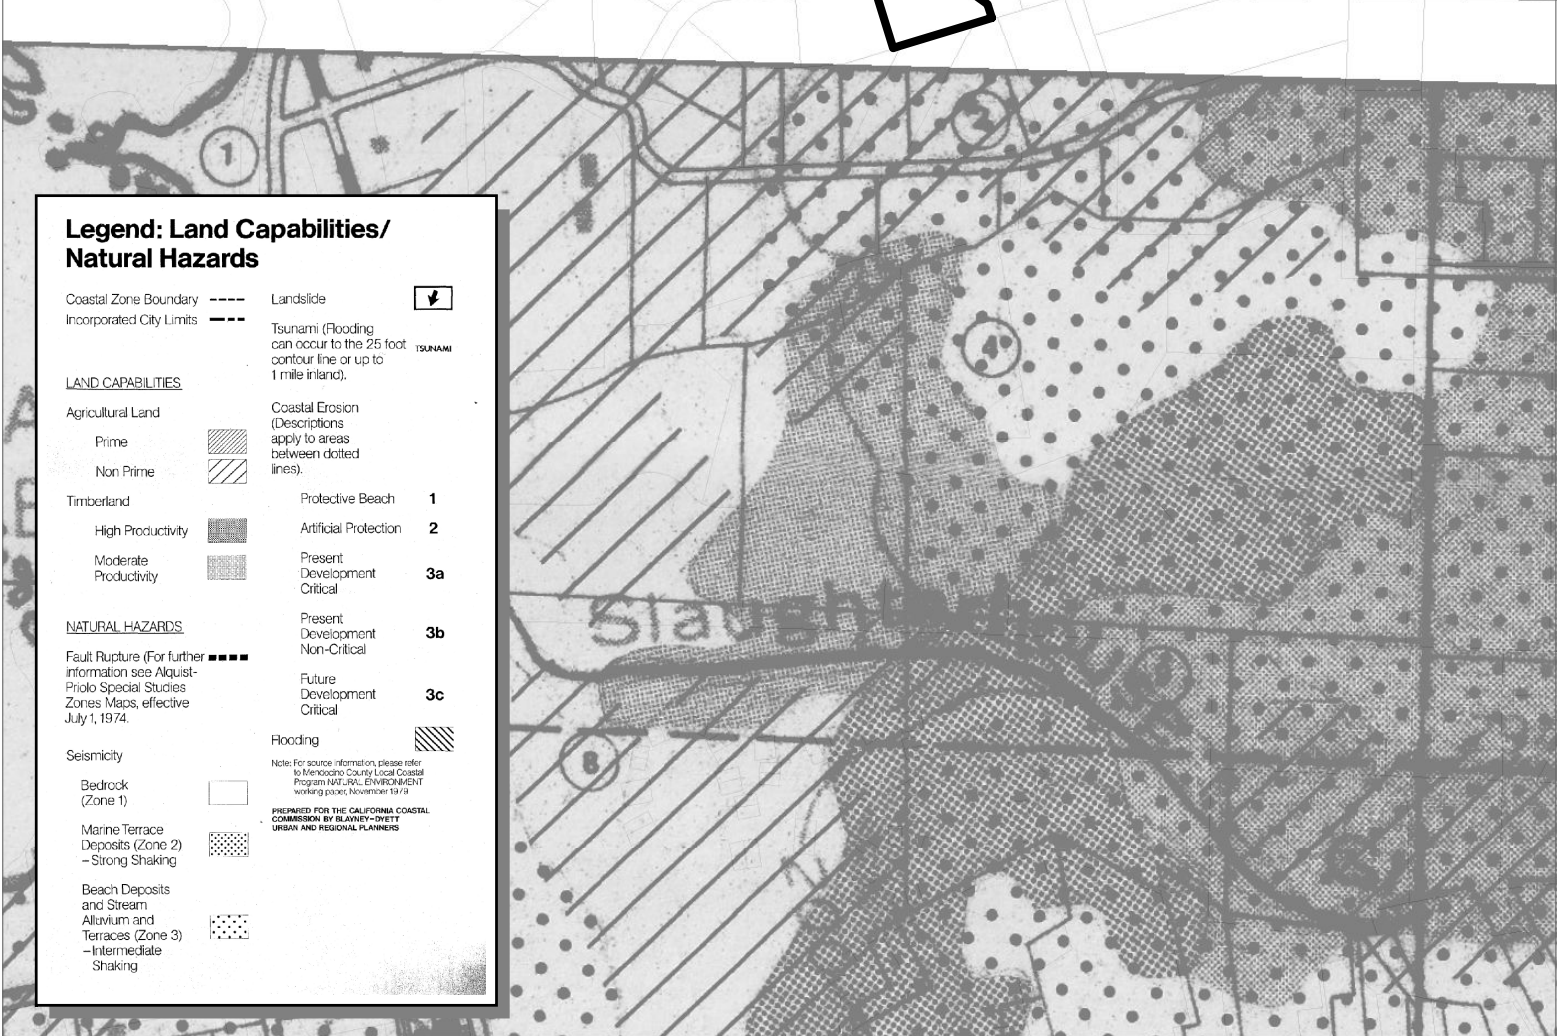 1
2
4
8
Slaugh
Legend: Land Capabilities/
Natural Hazards
Coastal Zone Boundary
Incorporated City Limits
LAND CAPABILITIES
Agricultural Land
Prime
Non Prime
Timberland
High Productivity
Moderate
Productivity
NATURAL HAZARDS
Fault Rupture (For further
information see Alquist-
Priolo Special Studies
Zones Maps, effective
July 1, 1974.
Seismicity
Bedrock
(Zone 1)
Marine Terrace
Deposits (Zone 2)
–Strong Shaking
Beach Deposits
and Stream
Alluvium and
Terraces (Zone 3)
–Intermediate
Shaking
Landslide
Tsunami (Flooding
can occur to the 25 foot
contour line or up to
1 mile inland).
TSUNAMI
Coastal Erosion
(Descriptions
apply to areas
between dotted
lines).
Protective Beach 1
Artificial Protection 2
Present
Development 3a
Critical
Present
Development 3b
Non-Critical
Future
Development 3c
Critical
Flooding
Note: For source information, please refer
to Mendocino County Local Coastal
Program NATURAL ENVIRONMENT
working paper, November 1979
PREPARED FOR THE CALIFORNIA COASTAL
COMMISSION BY BLAYNEY-DYETT
URBAN AND REGIONAL PLANNERS